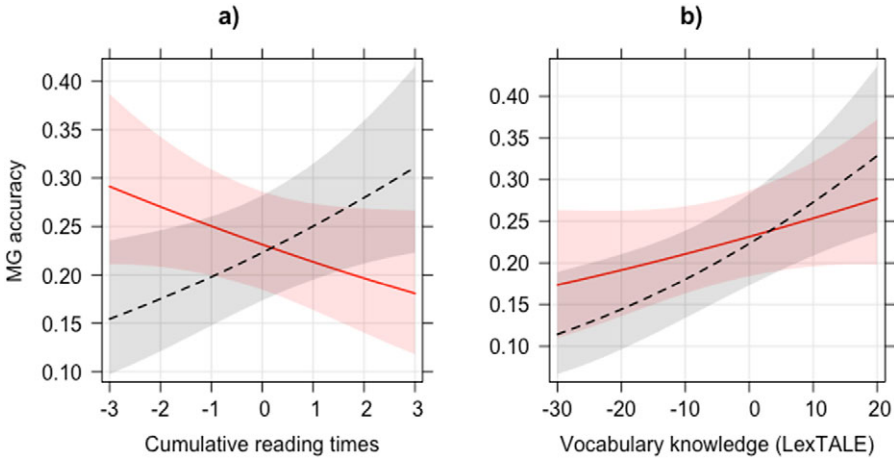 a)
b)
MG accuracy
0.40
0.35
0.30
0.25
0.20
0.15
0.10
-3 -2 -1 0 1 2 3
Cumulative reading times
0.40
0.35
0.30
0.25
0.20
0.15
0.10
-30 -20 -10 0 10 20
Vocabulary knowledge (LexTALE)